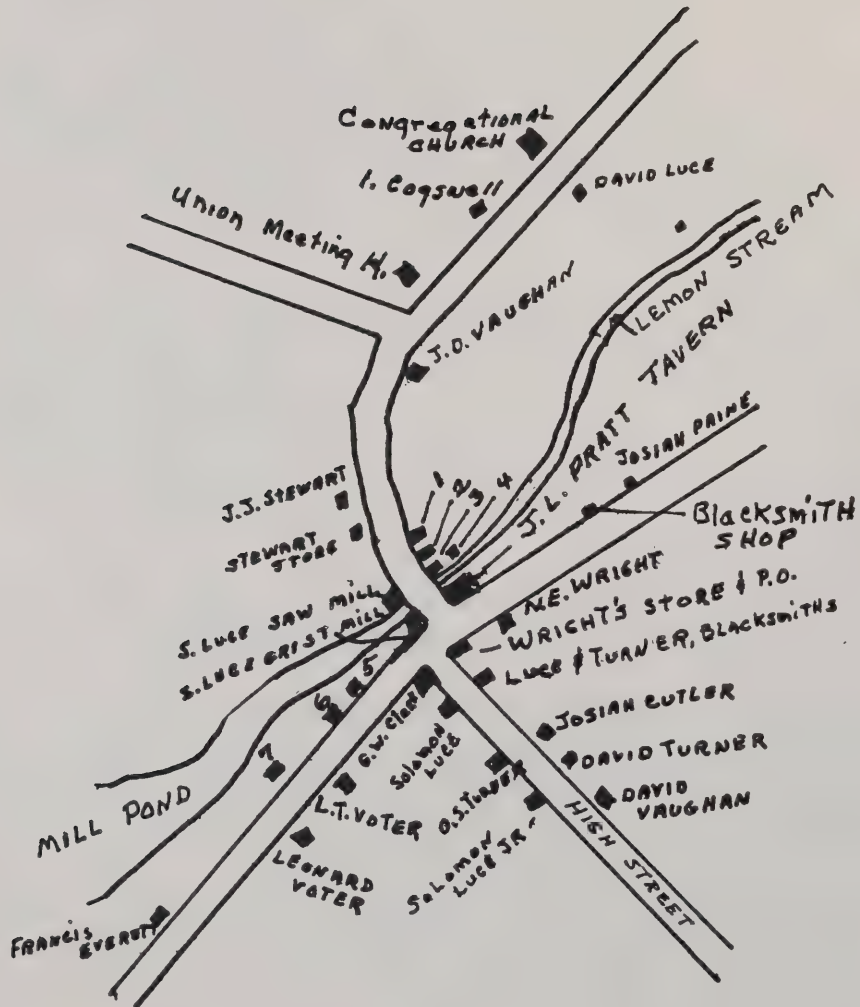 CONgregatIONAL
CHURCH
I. Cogswell
DAVID LUCE
Union Meeting H.
LEMON STREAM
J.O. VAUGHAN
J.L. PRATT TAVERN
JOSIAH PAINE
1
2
3
4
J.J. STEWART
STEWART
STORE
BlackSmITH
SHOP
S. LUCE SAW MILL
S. LUCE GRIST MILL
N.E. WRIGHT
WRIGHT'S STORE & P.O.
LUCE & TURNER, BLACKSMITHS
5
6
7
G.W. Clark
SOLOMON
LUCE
JOSIAH CUTLER
DAVID TURNER
DAVID
VAUGHAN
O.S. TURNER
SOLOMON
LUCE JR
HIGH STREET
MILL POND
L.T. VOTER
LEONARD
VOTER
FRANCIS
EVERETT